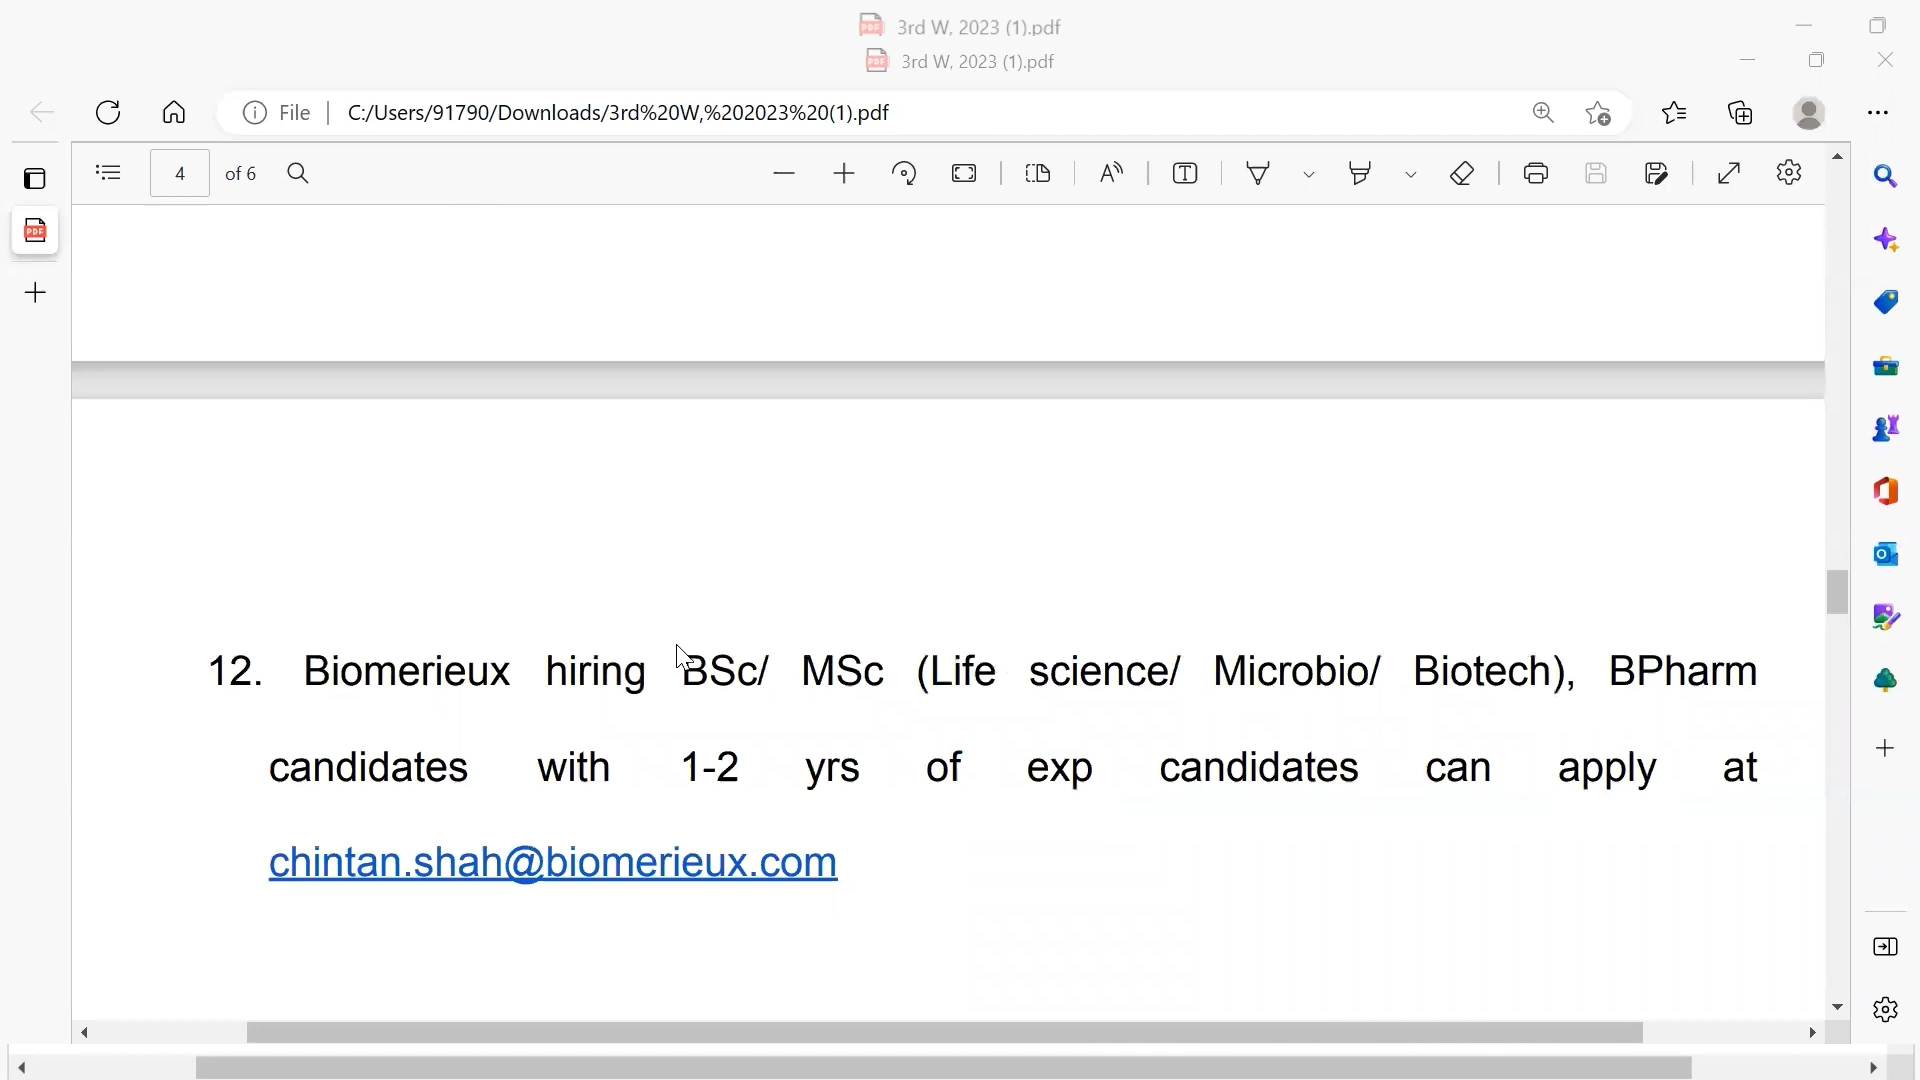 3rd W, 2023 (1).pdf
3rd W, 2023 (1).pdf
File | C:/Users/91790/Downloads/3rd%20W,%202023%20(1).pdf
4 of 6
12. Biomerieux hiring BSc/ MSc (Life science/ Microbio/ Biotech), BPharm
candidates with 1-2 yrs of exp candidates can apply at
chintan.shah@biomerieux.com